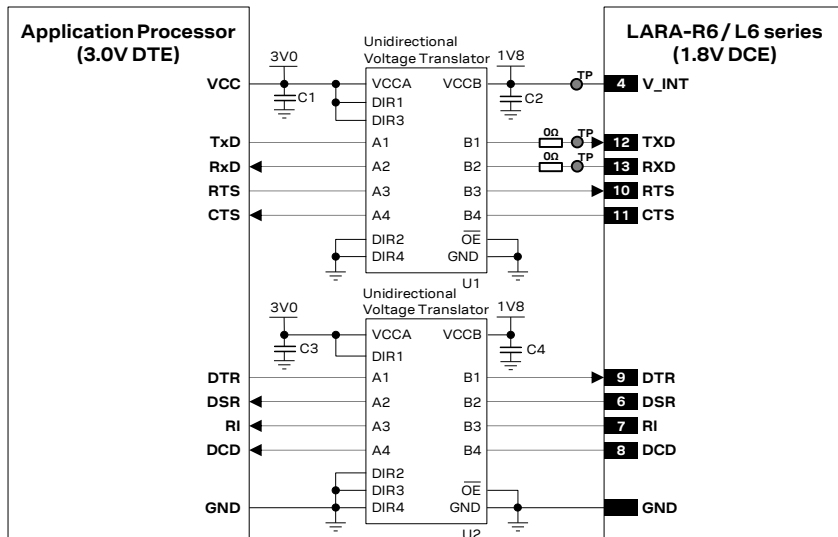 Application Processor
(3.0V DTE)
LARA-R6 / L6 series
(1.8V DCE)
Unidirectional
Voltage Translator
3V0
1V8
VCC
C1
VCCA
VCCB
C2
TP
4
V_INT
DIR1
DIR3
TxD
A1
B1
0Ω
TP
12
TXD
RxD
A2
B2
0Ω
TP
13
RXD
RTS
A3
B3
10
RTS
CTS
A4
B4
11
CTS
DIR2
OE
DIR4
GND
U1
Unidirectional
Voltage Translator
3V0
1V8
VCCA
VCCB
C3
C4
DIR1
DTR
A1
B1
9
DTR
DSR
A2
B2
6
DSR
RI
A3
B3
7
RI
DCD
A4
B4
8
DCD
DIR2
DIR3
OE
GND
DIR4
GND
GND
U2